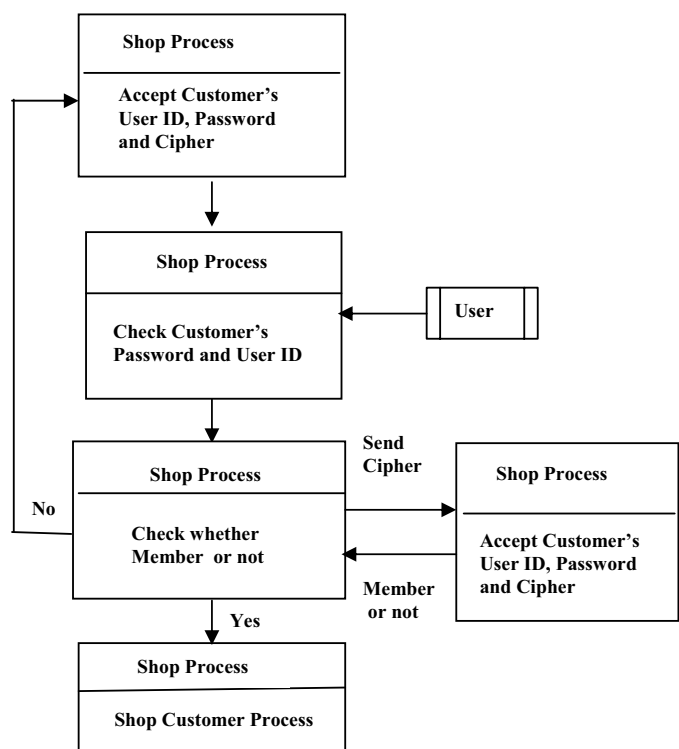 Shop Process
Accept Customer's
User ID, Password
and Cipher
Shop Process
User
Check Customer's
Password and User ID
Send
Cipher
Shop Process
Shop Process
No
Check whether
Member or not
Accept Customer's
User ID, Password
and Cipher
Member
or not
Yes
Shop Process
Shop Customer Process